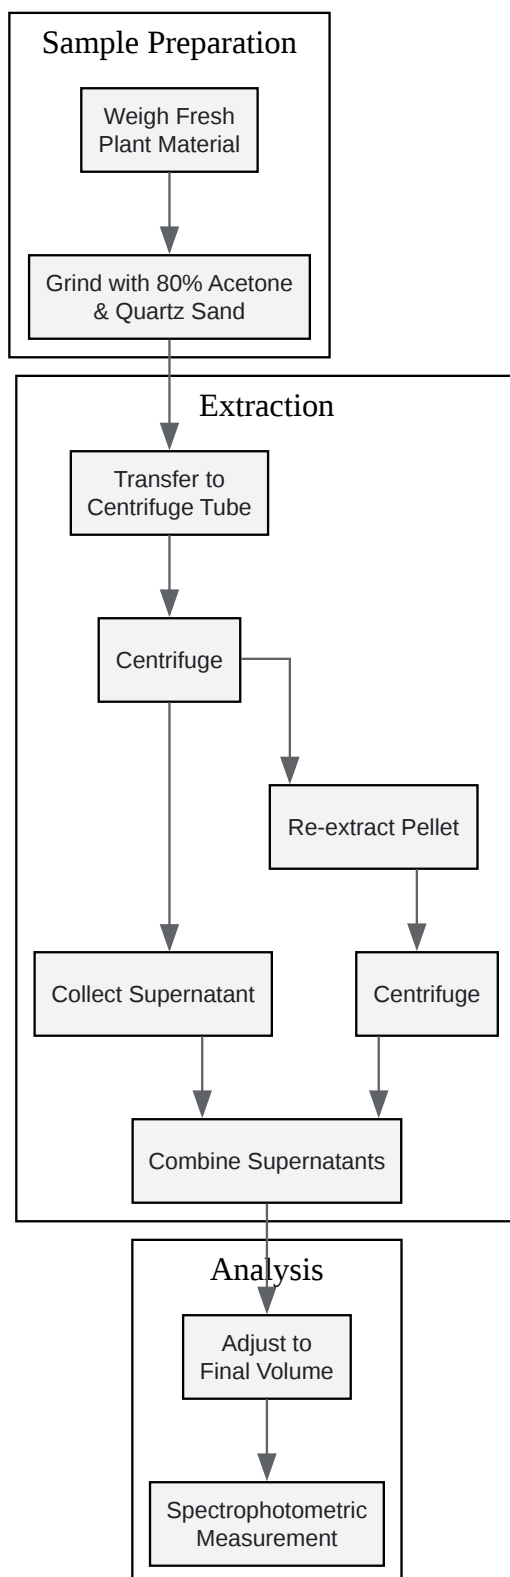 Sample Preparation
Weigh Fresh
Plant Material
Grind with 80% Acetone
& Quartz Sand
Extraction
Transfer to
Centrifuge Tube
Centrifuge
Re-extract Pellet
Collect Supernatant
Centrifuge
Combine Supernatants
Analysis
Adjust to
Final Volume
Spectrophotometric
Measurement